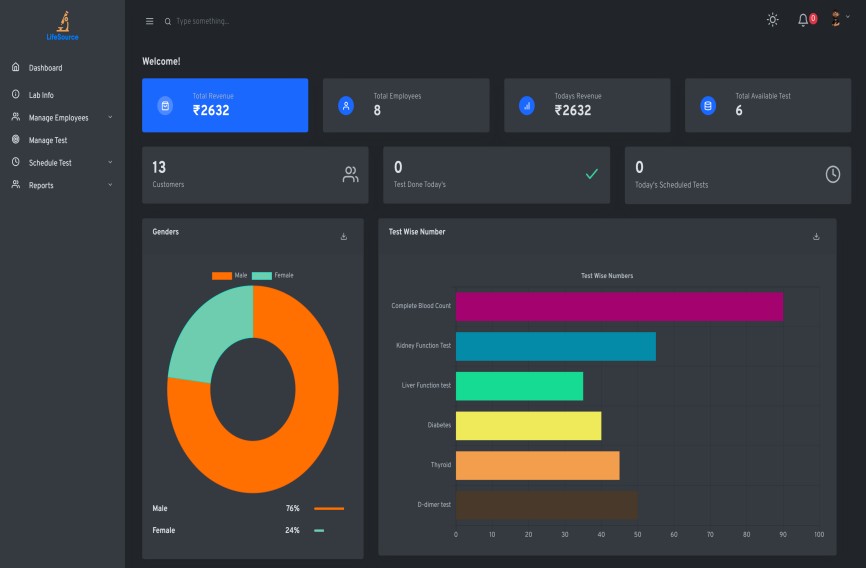 LifeSource
Type something...
0
Dashboard
Lab Info
Manage Employees
Manage Test
Schedule Test
Reports
Welcome!
Total Revenue
₹2632
Total Employees
8
Todays Revenue
₹2632
Total Available Test
6
13
Customers
0
Test Done Today's
0
Today's Scheduled Tests
Genders
Male
Female
Male 76%
Female 24%
Test Wise Number
Test Wise Numbers
Complete Blood Count
Kidney Function Test
Liver Function test
Diabetes
Thyroid
D-dimer test
0 10 20 30 40 50 60 70 80 90 100